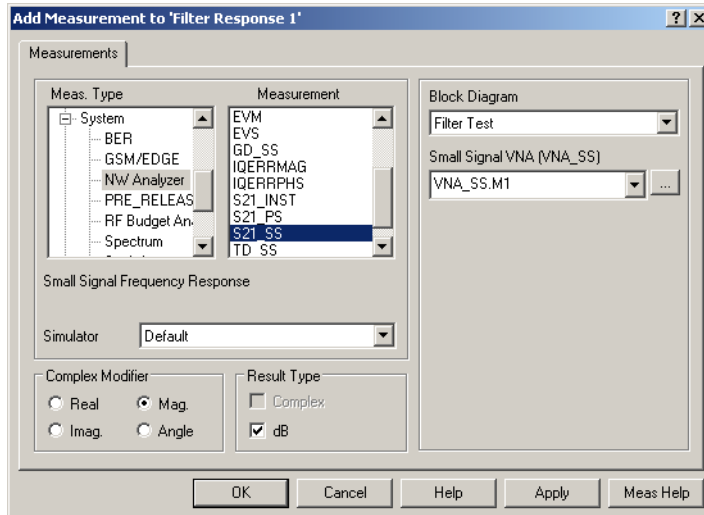 Add Measurement to 'Filter Response 1'
Measurements
Meas. Type
Measurement
System
BER
GSM/EDGE
NW Analyzer
PRE_RELEAS
RF Budget An
Spectrum
EVM
EVS
GD_SS
IQERRMAG
IQERRPHS
S21_INST
S21_PS
S21_SS
TD_SS
Small Signal Frequency Response
Simulator
Default
Complex Modifier
Real
Mag.
Imag.
Angle
Result Type
Complex
dB
Block Diagram
Filter Test
Small Signal VNA (VNA_SS)
VNA_SS.M1
...
OK
Cancel
Help
Apply
Meas Help